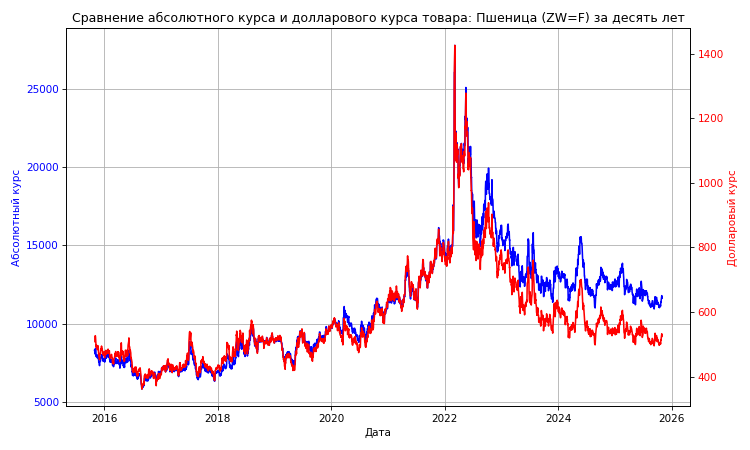 Сравнение абсолютного курса и долларового курса товара: Пшеница (ZW=F) за десять лет
25000
20000
15000
10000
5000
Абсолютный курс
1400
1200
1000
800
600
400
Долларовый курс
2016 2018 2020 2022 2024 2026
Дата